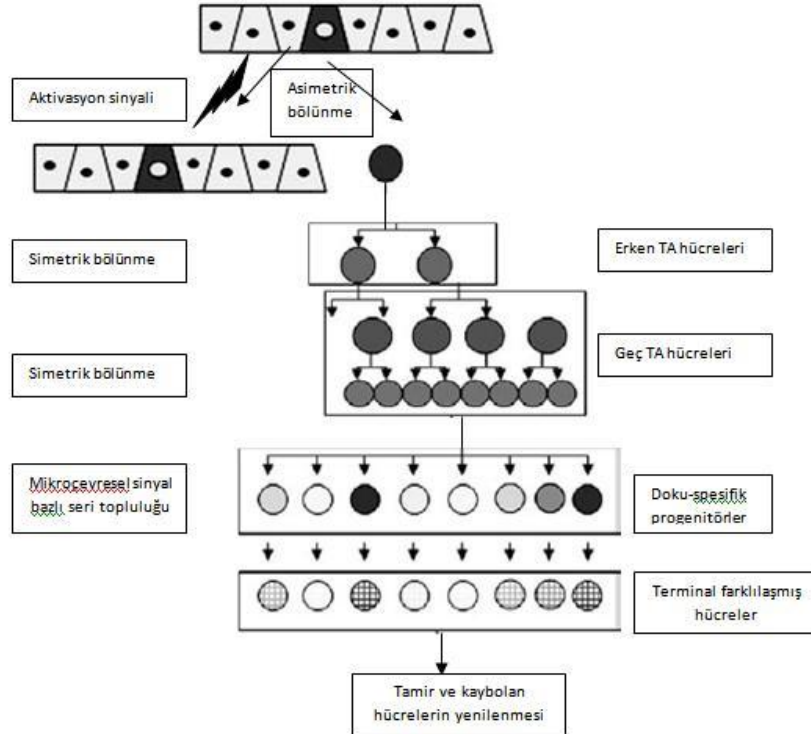 Aktivasyon sinyali
Asimetrik
bölünme
Simetrik bölünme
Erken TA hücreleri
Simetrik bölünme
Geç TA hücreleri
Mikroçevresel sinyal
bazlı seri topluluğu
Doku-spesifik
progenitörler
Terminal farklılaşmış
hücreler
Tamir ve kaybolan
hücrelerin yenilenmesi